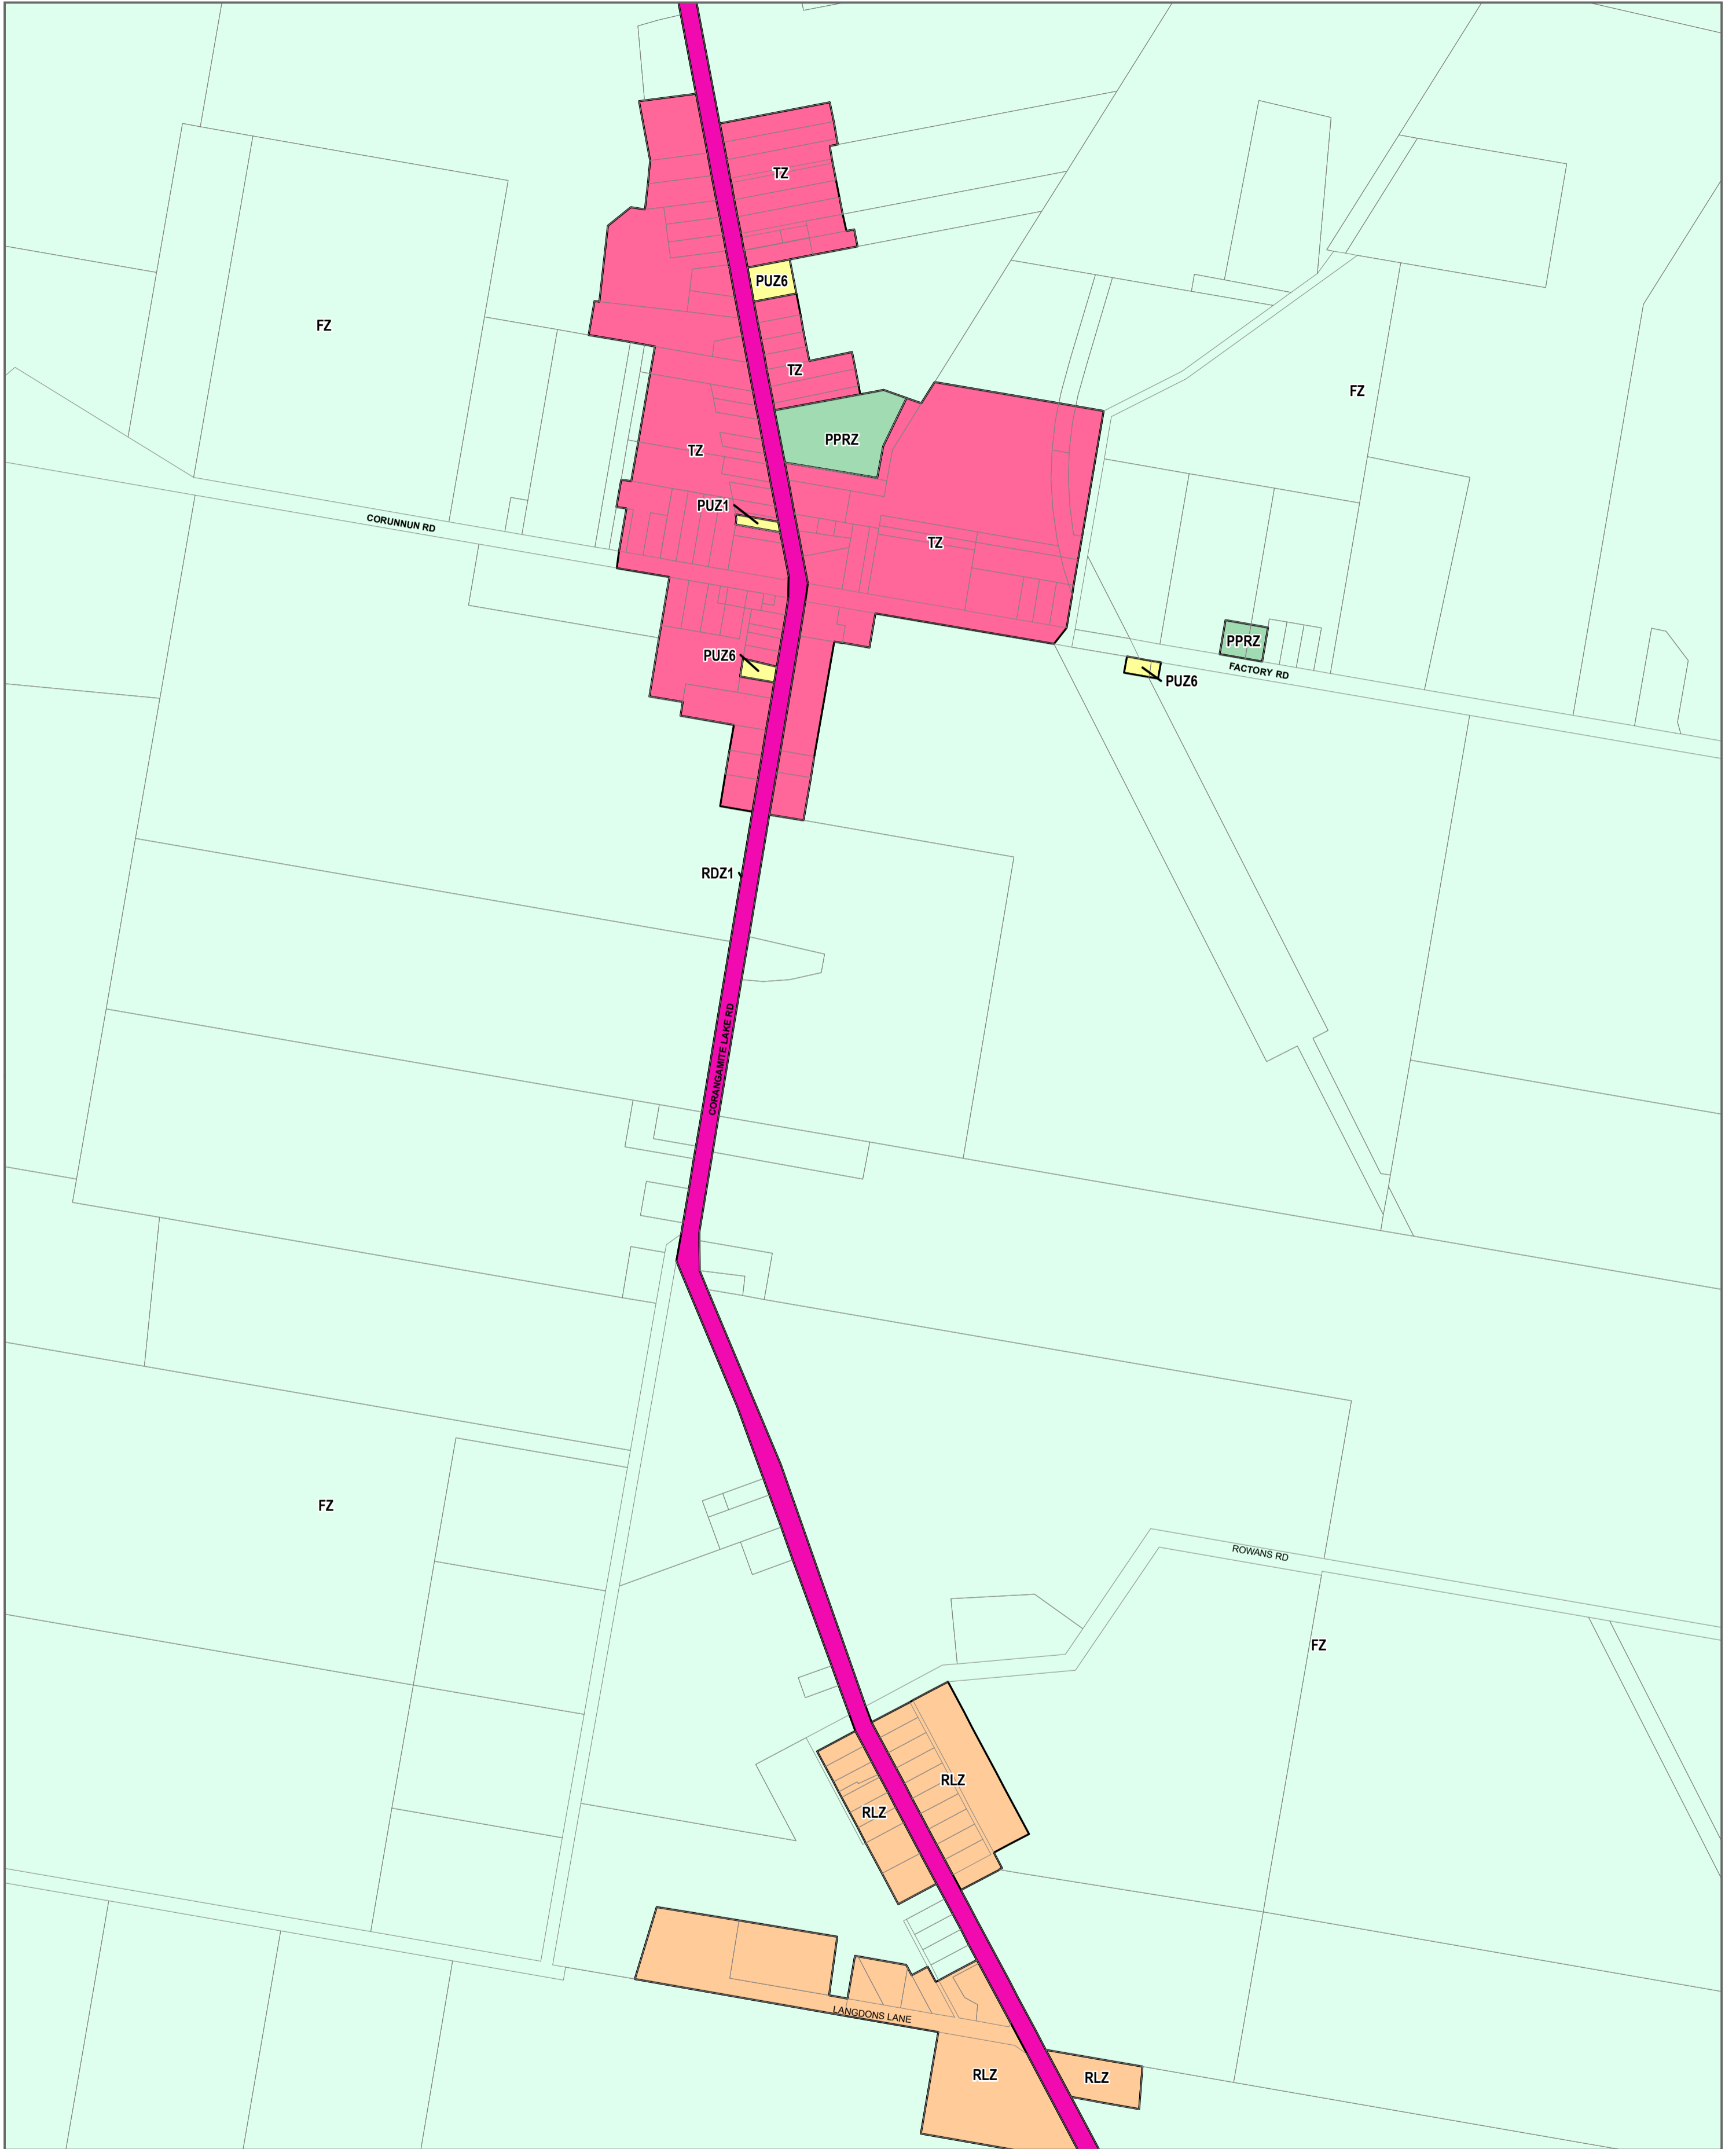 TZ
PUZ6
FZ
TZ
FZ
PPRZ
TZ
PUZ1
CORUNNUN RD
TZ
PPRZ
PUZ6
FACTORY RD
PUZ6
RDZ1
CORANGAMITE LAKE RD
FZ
ROWANS RD
FZ
RLZ
RLZ
LANGDONS LANE
RLZ
RLZ